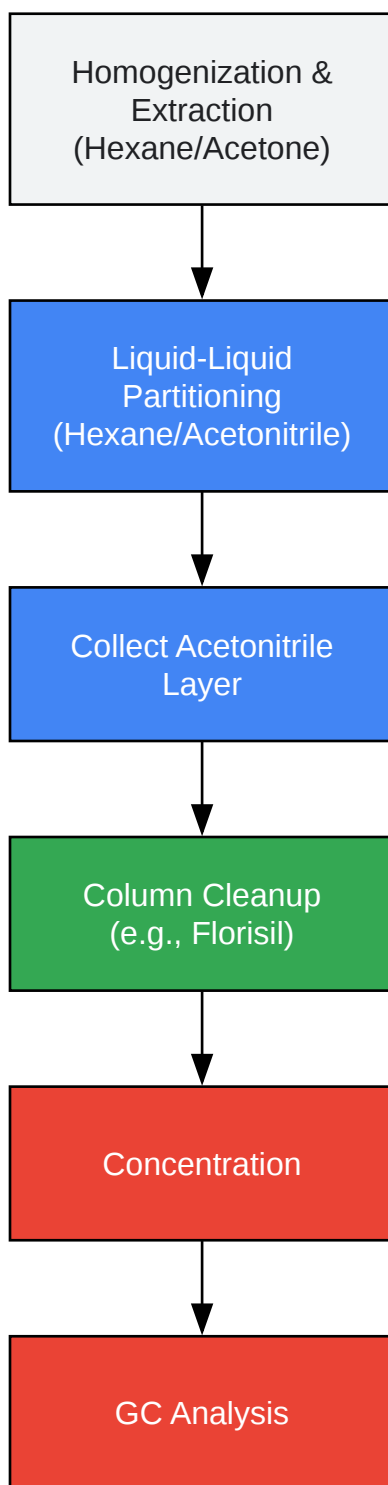 Homogenization &
Extraction
(Hexane/Acetone)
Liquid-Liquid
Partitioning
(Hexane/Acetonitrile)
Collect Acetonitrile
Layer
Column Cleanup
(e.g., Florisil)
Concentration
GC Analysis